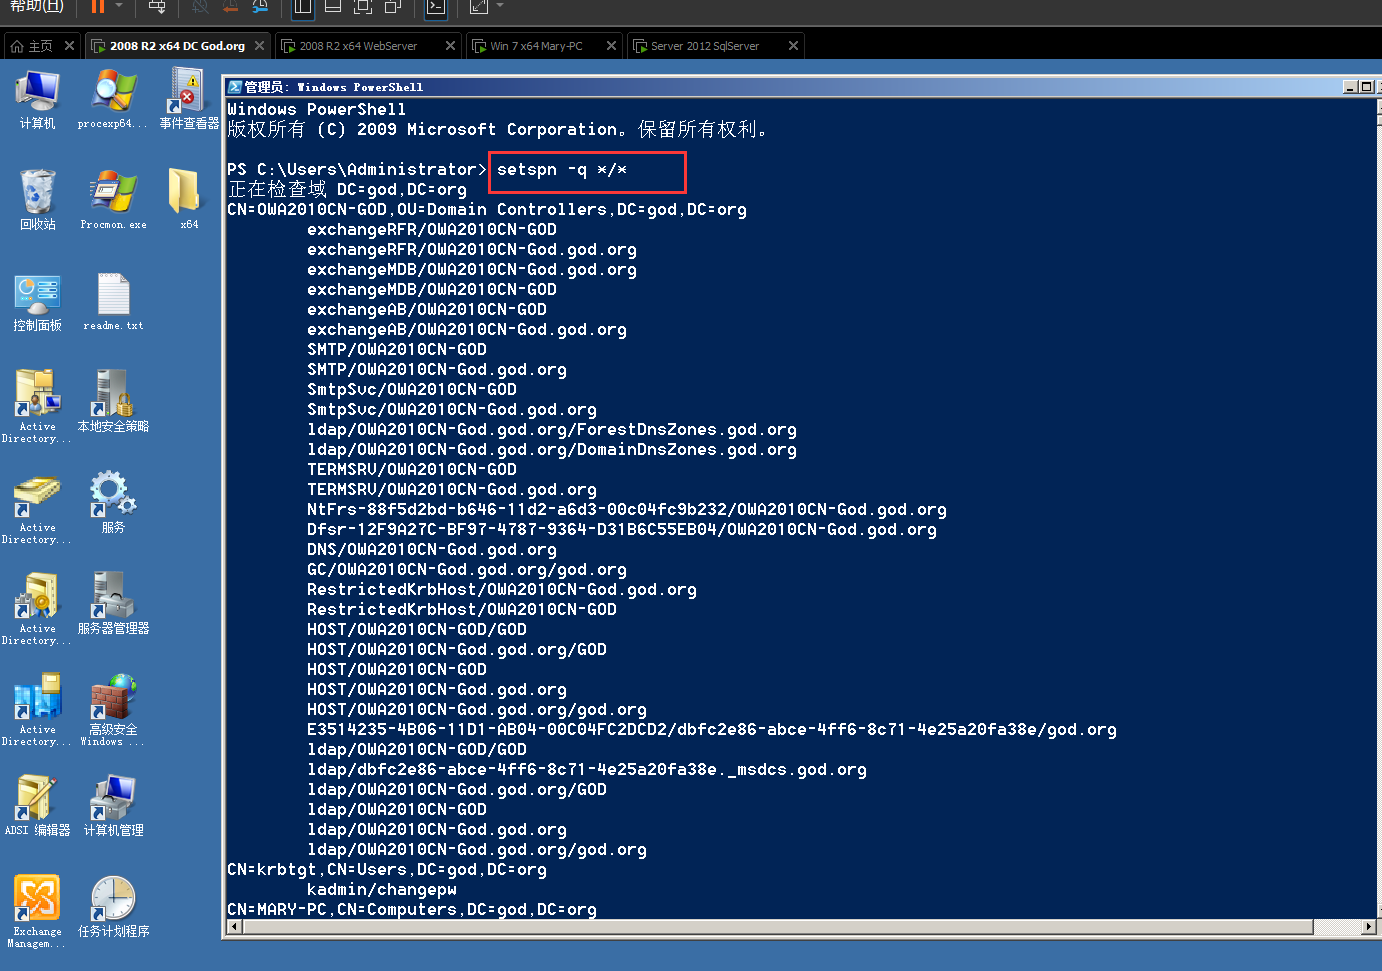 帮助(H)
主页
2008 R2 x64 DC God.org
2008 R2 x64 WebServer
Win 7 x64 Mary-PC
Server 2012 SqlServer
计算机
procexp64...
事件查看器
回收站
Procmon.exe
x64
控制面板
readme.txt
Active
Directory...
本地安全策略
Active
Directory...
服务
Active
Directory...
服务器管理器
Active
Directory...
高级安全
Windows ...
ADSI 编辑器
计算机管理
Exchange
Managem...
任务计划程序
管理员: Windows PowerShell
Windows PowerShell
版权所有 (C) 2009 Microsoft Corporation。保留所有权利。
PS C:\Users\Administrator> setspn -q */*
正在检查域 DC=god,DC=org
CN=OWA2010CN-GOD,OU=Domain Controllers,DC=god,DC=org
exchangeRFR/OWA2010CN-GOD
exchangeRFR/OWA2010CN-God.god.org
exchangeMDB/OWA2010CN-God.god.org
exchangeMDB/OWA2010CN-GOD
exchangeAB/OWA2010CN-GOD
exchangeAB/OWA2010CN-God.god.org
SMTP/OWA2010CN-GOD
SMTP/OWA2010CN-God.god.org
SmtpSvc/OWA2010CN-GOD
SmtpSvc/OWA2010CN-God.god.org
ldap/OWA2010CN-God.god.org/ForestDnsZones.god.org
ldap/OWA2010CN-God.god.org/DomainDnsZones.god.org
TERMSRV/OWA2010CN-GOD
TERMSRV/OWA2010CN-God.god.org
NtFrs-88f5d2bd-b646-11d2-a6d3-00c04fc9b232/OWA2010CN-God.god.org
Dfsr-12F9A27C-BF97-4787-9364-D31B6C55EB04/OWA2010CN-God.god.org
DNS/OWA2010CN-God.god.org
GC/OWA2010CN-God.god.org/god.org
RestrictedKrbHost/OWA2010CN-God.god.org
RestrictedKrbHost/OWA2010CN-GOD
HOST/OWA2010CN-GOD/GOD
HOST/OWA2010CN-God.god.org/GOD
HOST/OWA2010CN-GOD
HOST/OWA2010CN-God.god.org
HOST/OWA2010CN-God.god.org/god.org
E3514235-4B06-11D1-AB04-00C04FC2DCD2/dbfc2e86-abce-4ff6-8c71-4e25a20fa38e/god.org
ldap/OWA2010CN-GOD/GOD
ldap/dbfc2e86-abce-4ff6-8c71-4e25a20fa38e._msdcs.god.org
ldap/OWA2010CN-God.god.org/GOD
ldap/OWA2010CN-GOD
ldap/OWA2010CN-God.god.org
ldap/OWA2010CN-God.god.org/god.org
CN=krbtgt,CN=Users,DC=god,DC=org
kadmin/changepw
CN=MARY-PC,CN=Computers,DC=god,DC=org